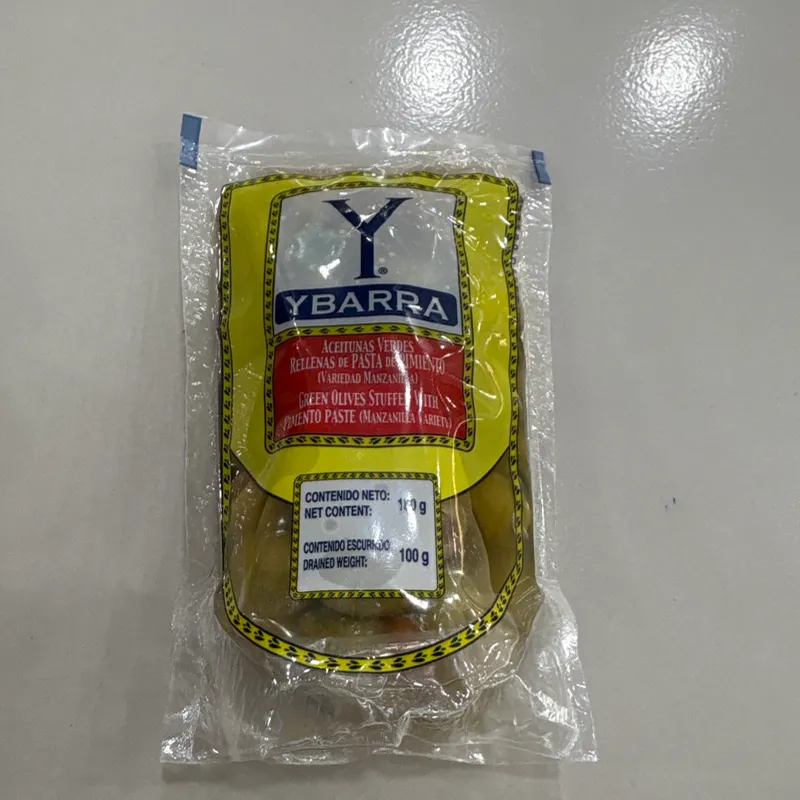 Y®
YBARRA
ACEITUNAS VERDES
RELLENAS DE PASTA DE PIMIENTO
(VARIEDAD MANZANILLA)
GREEN OLIVES STUFFED WITH
PIMENTO PASTE (MANZANILLA VARIETY)
CONTENIDO NETO:
NET CONTENT: g
CONTENIDO ESCURRIDO
DRAINED WEIGHT: 100 g